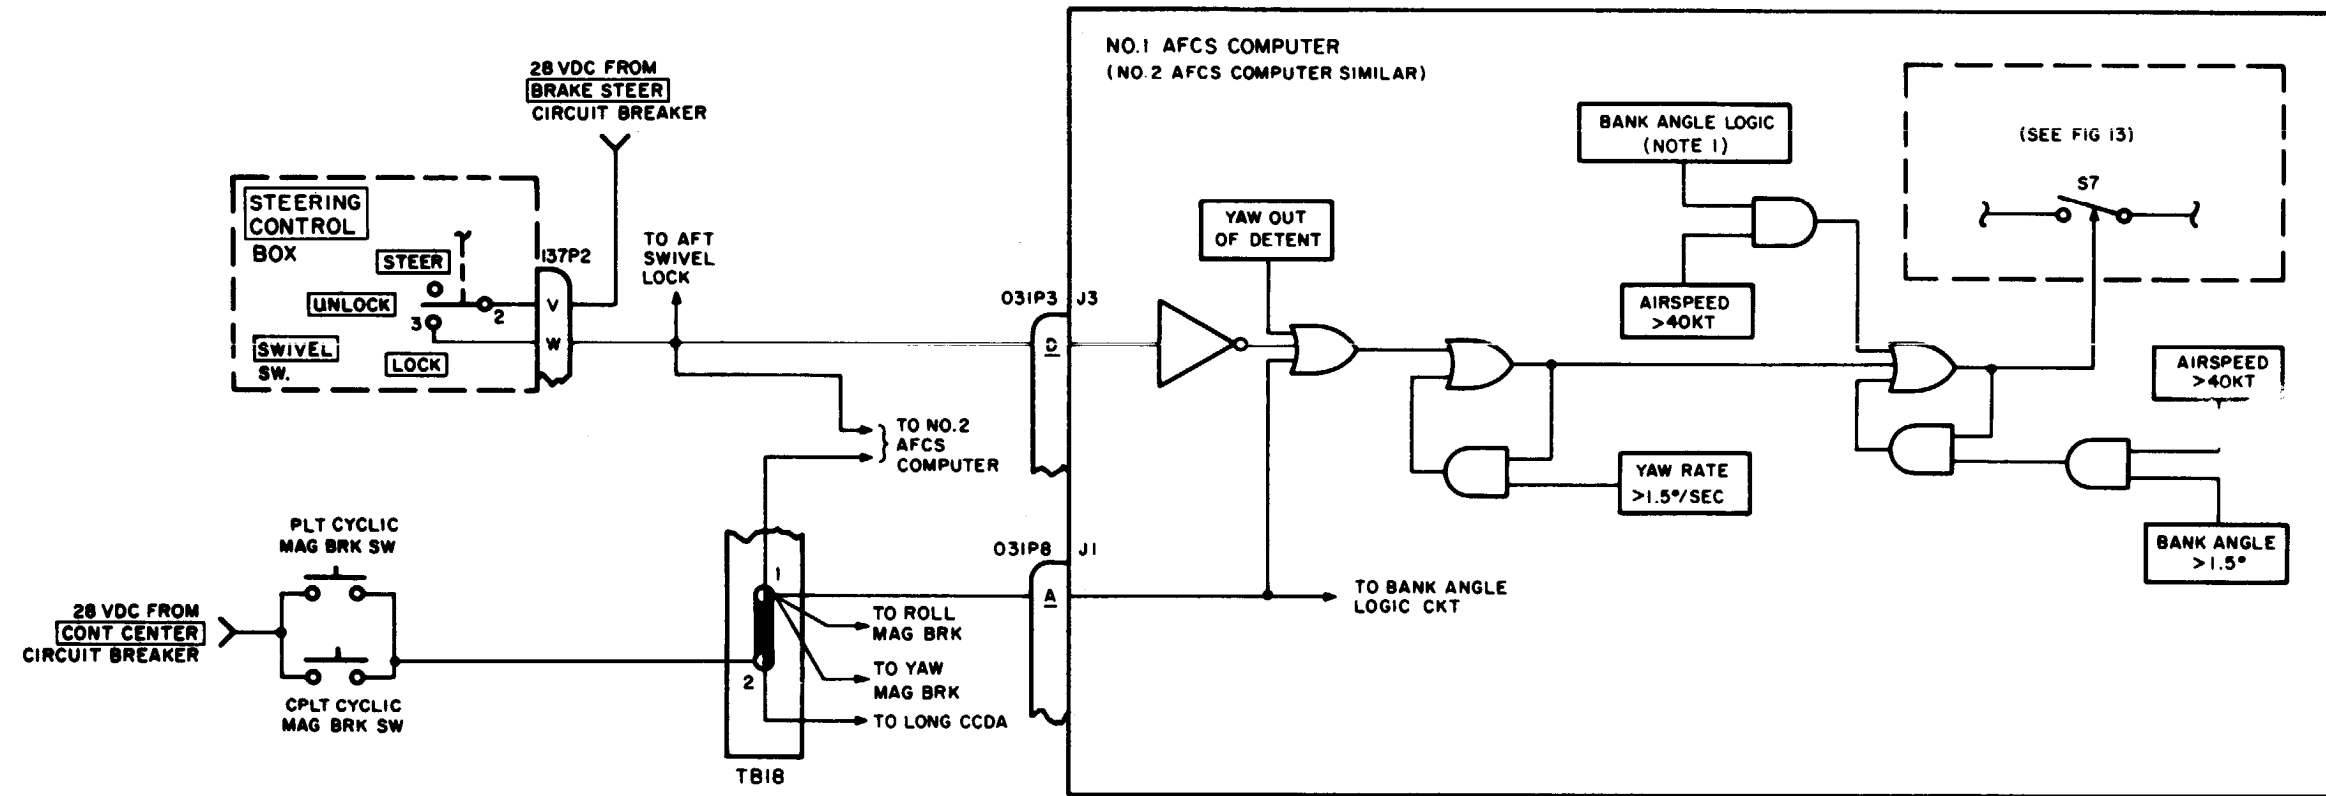 NO.1 AFCS COMPUTER
(NO.2 AFCS COMPUTER SIMILAR)
28 VDC FROM
BRAKE STEER
CIRCUIT BREAKER
STEERING
CONTROL
BOX
STEER
UNLOCK
2
3
SWIVEL
SW.
LOCK
137P2
V
W
TO AFT
SWIVEL
LOCK
TO NO.2
AFCS
COMPUTER
031P3
J3
D
YAW OUT
OF DETENT
BANK ANGLE LOGIC
(NOTE 1)
AIRSPEED
>40KT
(SEE FIG 13)
S7
AIRSPEED
>40KT
YAW RATE
>1.5°/SEC
BANK ANGLE
>1.5°
PLT CYCLIC
MAG BRK SW
28 VDC FROM
CONT CENTER
CIRCUIT BREAKER
CPLT CYCLIC
MAG BRK SW
1
2
TB18
TO ROLL
MAG BRK
TO YAW
MAG BRK
TO LONG CCDA
031P8
J1
A
TO BANK ANGLE
LOGIC CKT